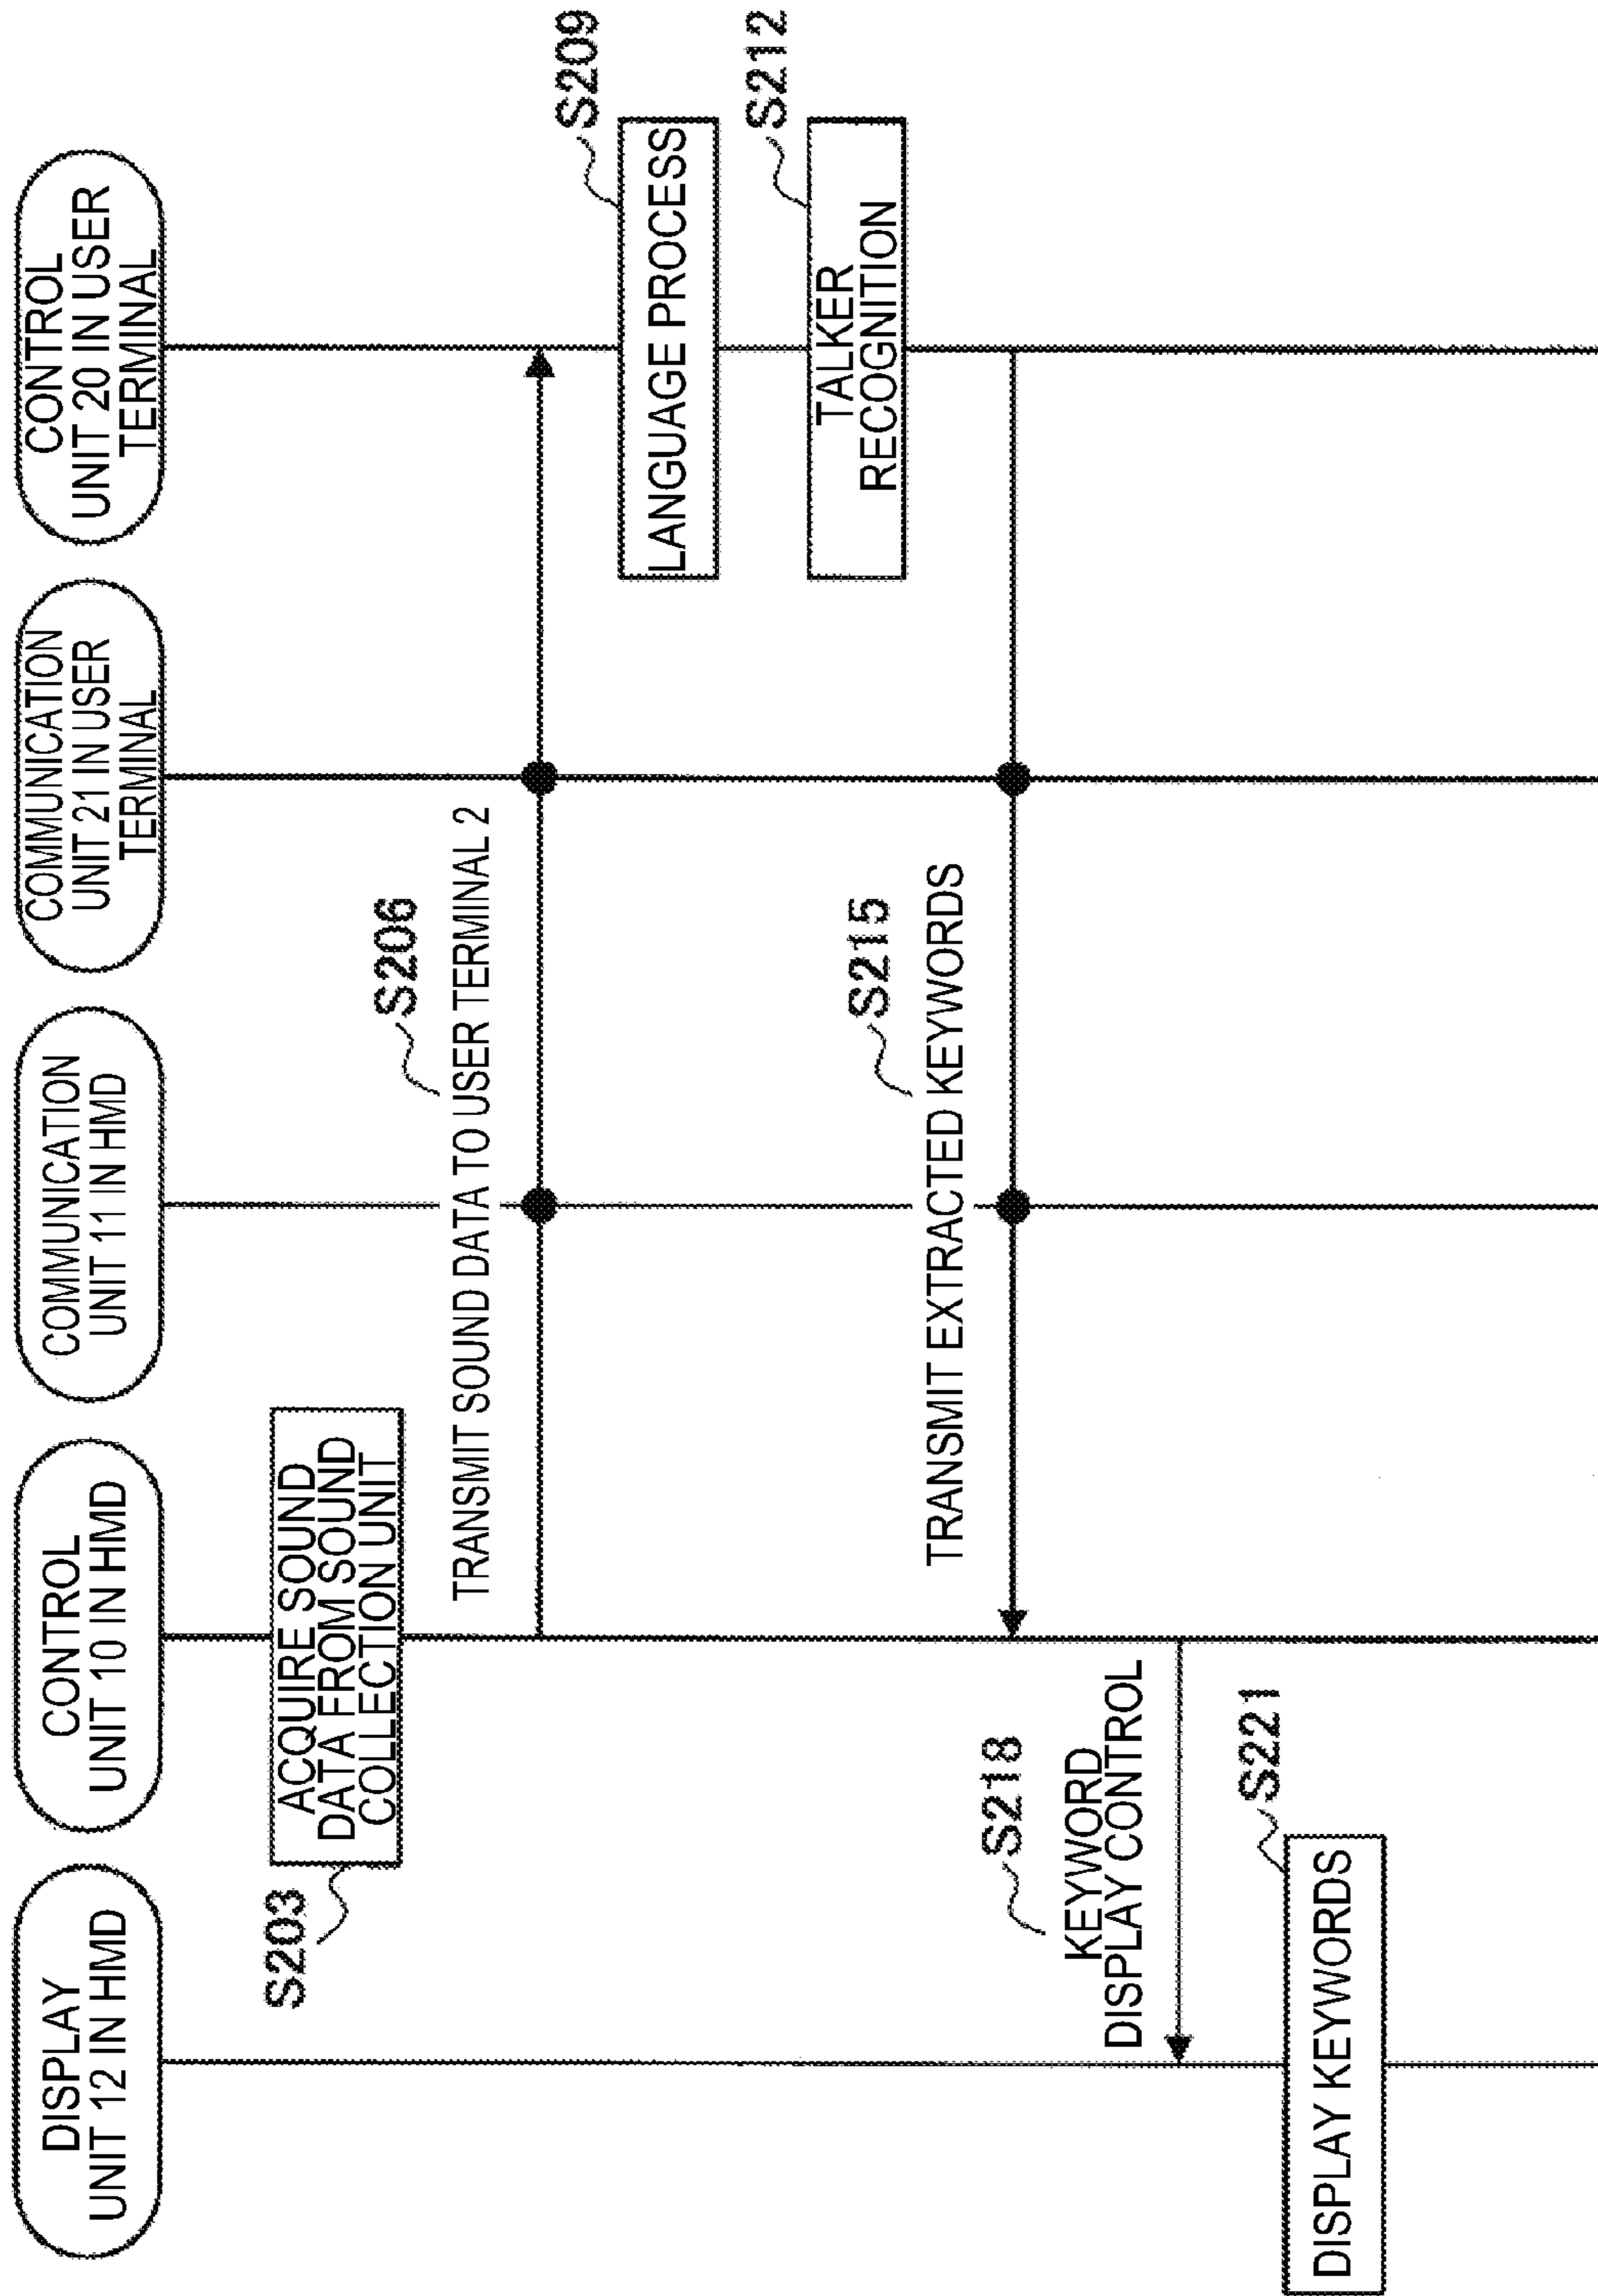 DISPLAY
UNIT 12 IN HMD
CONTROL
UNIT 10 IN HMD
COMMUNICATION
UNIT 11 IN HMD
COMMUNICATION
UNIT 21 IN USER
TERMINAL
CONTROL
UNIT 20 IN USER
TERMINAL
S203
ACQUIRE SOUND
DATA FROM SOUND
COLLECTION UNIT
S206
TRANSMIT SOUND DATA TO USER TERMINAL 2
S209
LANGUAGE PROCESS
S212
TALKER
RECOGNITION
S215
TRANSMIT EXTRACTED KEYWORDS
S218
KEYWORD
DISPLAY CONTROL
S221
DISPLAY KEYWORDS